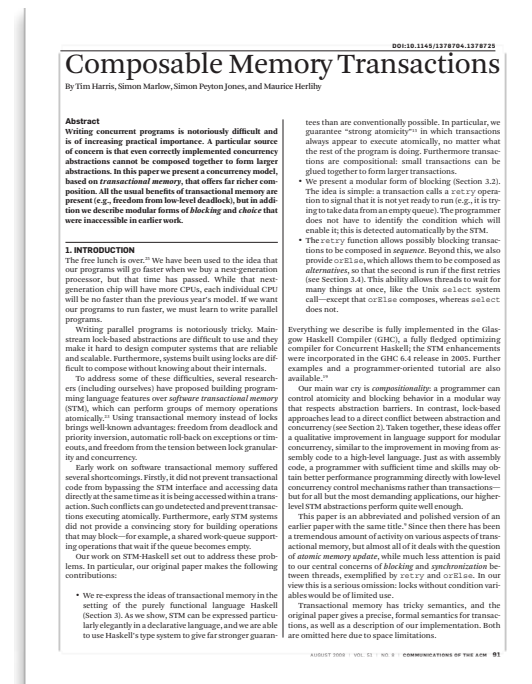 DOI:10.1145/1378704.1378725
Composable Memory Transactions
By Tim Harris, Simon Marlow, Simon Peyton Jones, and Maurice Herlihy
Abstract
Writing concurrent programs is notoriously difficult and
is of increasing practical importance. A particular source
of concern is that even correctly implemented concurrency
abstractions cannot be composed together to form larger
abstractions. In this paper we present a concurrency model,
based on transactional memory, that offers far richer com-
position. All the usual benefits of transactional memory are
present (e.g., freedom from low-level deadlock), but in addi-
tion we describe modular forms of blocking and choice that
were inaccessible in earlier work.
1. INTRODUCTION
The free lunch is over.²² We have been used to the idea that
our programs will go faster when we buy a next-generation
processor, but that time has passed. While that next-
generation chip will have more CPUs, each individual CPU
will be no faster than the previous year's model. If we want
our programs to run faster, we must learn to write parallel
programs.
Writing parallel programs is notoriously tricky. Main-
stream lock-based abstractions are difficult to use and they
make it hard to design computer systems that are reliable
and scalable. Furthermore, systems built using locks are dif-
ficult to compose without knowing about their internals.
To address some of these difficulties, several research-
ers (including ourselves) have proposed building program-
ming language features over software transactional memory
(STM), which can perform groups of memory operations
atomically.²³ Using transactional memory instead of locks
brings well-known advantages: freedom from deadlock and
priority inversion, automatic roll-back on exceptions or tim-
eouts, and freedom from the tension between lock granular-
ity and concurrency.
Early work on software transactional memory suffered
several shortcomings. Firstly, it did not prevent transactional
code from bypassing the STM interface and accessing data
directly at the same time as it is being accessed within a trans-
action. Such conflicts can go undetected and prevent transac-
tions executing atomically. Furthermore, early STM systems
did not provide a convincing story for building operations
that may block—for example, a shared work-queue support-
ing operations that wait if the queue becomes empty.
Our work on STM-Haskell set out to address these prob-
lems. In particular, our original paper makes the following
contributions:
• We re-express the ideas of transactional memory in the
setting of the purely functional language Haskell
(Section 3). As we show, STM can be expressed particu-
larly elegantly in a declarative language, and we are able
to use Haskell's type system to give far stronger guaran-
tees than are conventionally possible. In particular, we
guarantee "strong atomicity"¹⁵ in which transactions
always appear to execute atomically, no matter what
the rest of the program is doing. Furthermore transac-
tions are compositional: small transactions can be
glued together to form larger transactions.
• We present a modular form of blocking (Section 3.2).
The idea is simple: a transaction calls a retry opera-
tion to signal that it is not yet ready to run (e.g., it is try-
ing to take data from an empty queue). The programmer
does not have to identify the condition which will
enable it; this is detected automatically by the STM.
• The retry function allows possibly blocking transac-
tions to be composed in sequence. Beyond this, we also
provide orElse, which allows them to be composed as
alternatives, so that the second is run if the first retries
(see Section 3.4). This ability allows threads to wait for
many things at once, like the Unix select system
call—except that orElse composes, whereas select
does not.
Everything we describe is fully implemented in the Glas-
gow Haskell Compiler (GHC), a fully fledged optimizing
compiler for Concurrent Haskell; the STM enhancements
were incorporated in the GHC 6.4 release in 2005. Further
examples and a programmer-oriented tutorial are also
available.¹⁹
Our main war cry is compositionality: a programmer can
control atomicity and blocking behavior in a modular way
that respects abstraction barriers. In contrast, lock-based
approaches lead to a direct conflict between abstraction and
concurrency (see Section 2). Taken together, these ideas offer
a qualitative improvement in language support for modular
concurrency, similar to the improvement in moving from as-
sembly code to a high-level language. Just as with assembly
code, a programmer with sufficient time and skills may ob-
tain better performance programming directly with low-level
concurrency control mechanisms rather than transactions—
but for all but the most demanding applications, our higher-
level STM abstractions perform quite well enough.
This paper is an abbreviated and polished version of an
earlier paper with the same title.⁹ Since then there has been
a tremendous amount of activity on various aspects of trans-
actional memory, but almost all of it deals with the question
of atomic memory update, while much less attention is paid
to our central concerns of blocking and synchronization be-
tween threads, exemplified by retry and orElse. In our
view this is a serious omission: locks without condition vari-
ables would be of limited use.
Transactional memory has tricky semantics, and the
original paper gives a precise, formal semantics for transac-
tions, as well as a description of our implementation. Both
are omitted here due to space limitations.
AUGUST 2008 | VOL. 51 | NO. 8 | COMMUNICATIONS OF THE ACM 91